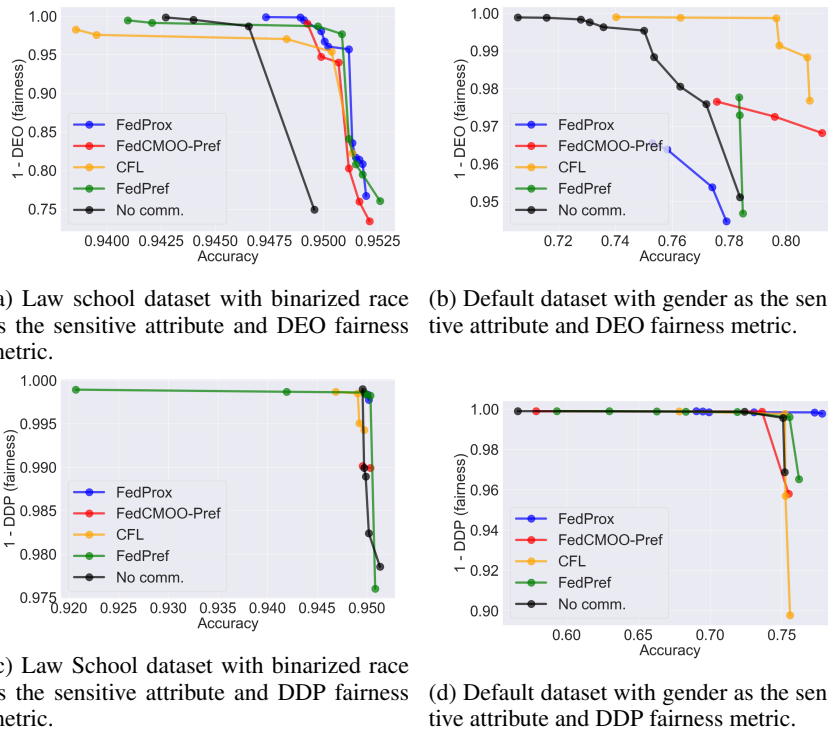 1.00
0.95
0.90
0.85
0.80
0.75
1 - DEO (fairness)
FedProx
FedCMOO-Pref
CFL
FedPref
No comm.
0.9400 0.9425 0.9450 0.9475 0.9500 0.9525
Accuracy
1.00
0.99
0.98
0.97
0.96
0.95
1 - DEO (fairness)
FedProx
FedCMOO-Pref
CFL
FedPref
No comm.
0.72 0.74 0.76 0.78 0.80
Accuracy
) Law school dataset with binarized race
s the sensitive attribute and DEO fairness
etric.
(b) Default dataset with gender as the sen
tive attribute and DEO fairness metric.
1.000
0.995
0.990
0.985
0.980
0.975
1 - DDP (fairness)
FedProx
FedCMOO-Pref
CFL
FedPref
No comm.
0.920 0.925 0.930 0.935 0.940 0.945 0.950
Accuracy
1.00
0.98
0.96
0.94
0.92
0.90
1 - DDP (fairness)
FedProx
FedCMOO-Pref
CFL
FedPref
No comm.
0.60 0.65 0.70 0.75
Accuracy
c) Law School dataset with binarized race
s the sensitive attribute and DDP fairness
etric.
(d) Default dataset with gender as the sen
tive attribute and DDP fairness metric.